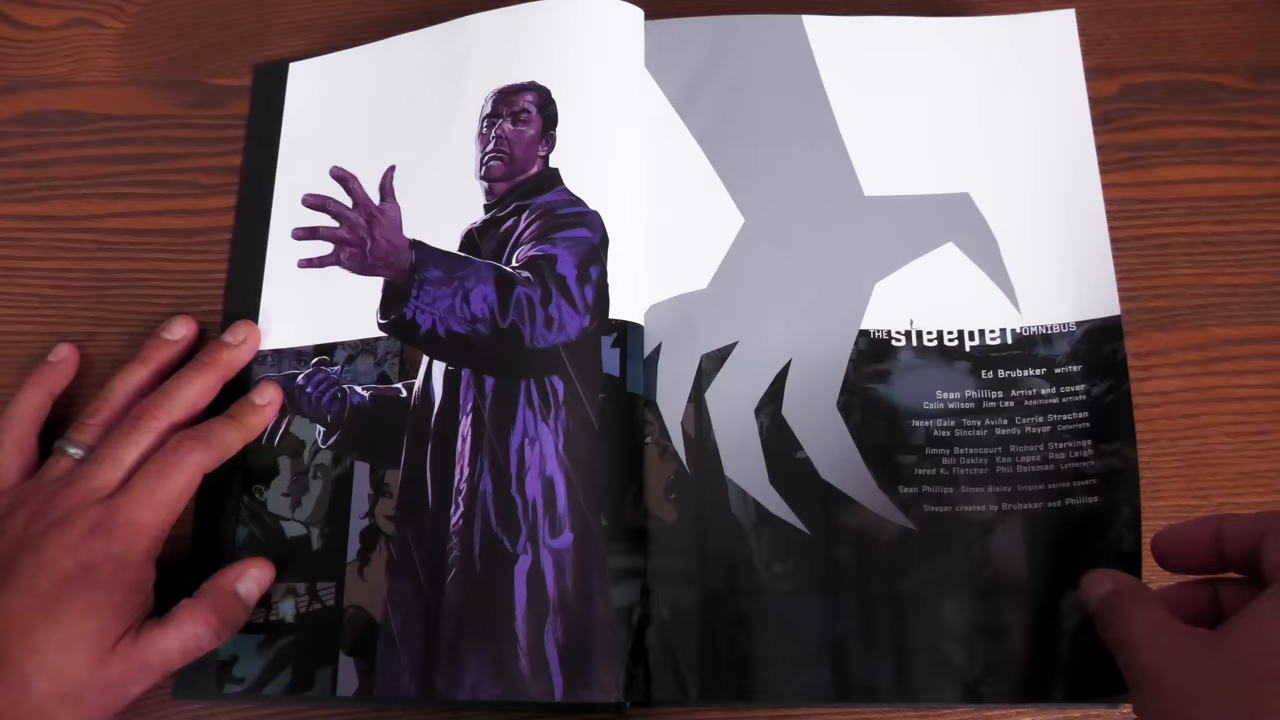 THE sleeper OMNIBUS
Ed Brubaker writer
Sean Phillips Artist and cover
Colin Wilson Jim Lee Additional artists
Janet Gale Tony Aviña Carrie Strachan
Alex Sinclair Randy Mayor Colorists
Jimmy Betancourt Richard Starkings
Bill Oakley Ken Lopez Rob Leigh
Jared K. Fletcher Phil Balsman Letterers
Sean Phillips Simon Bisley Original series covers
Sleeper created by Brubaker and Phillips